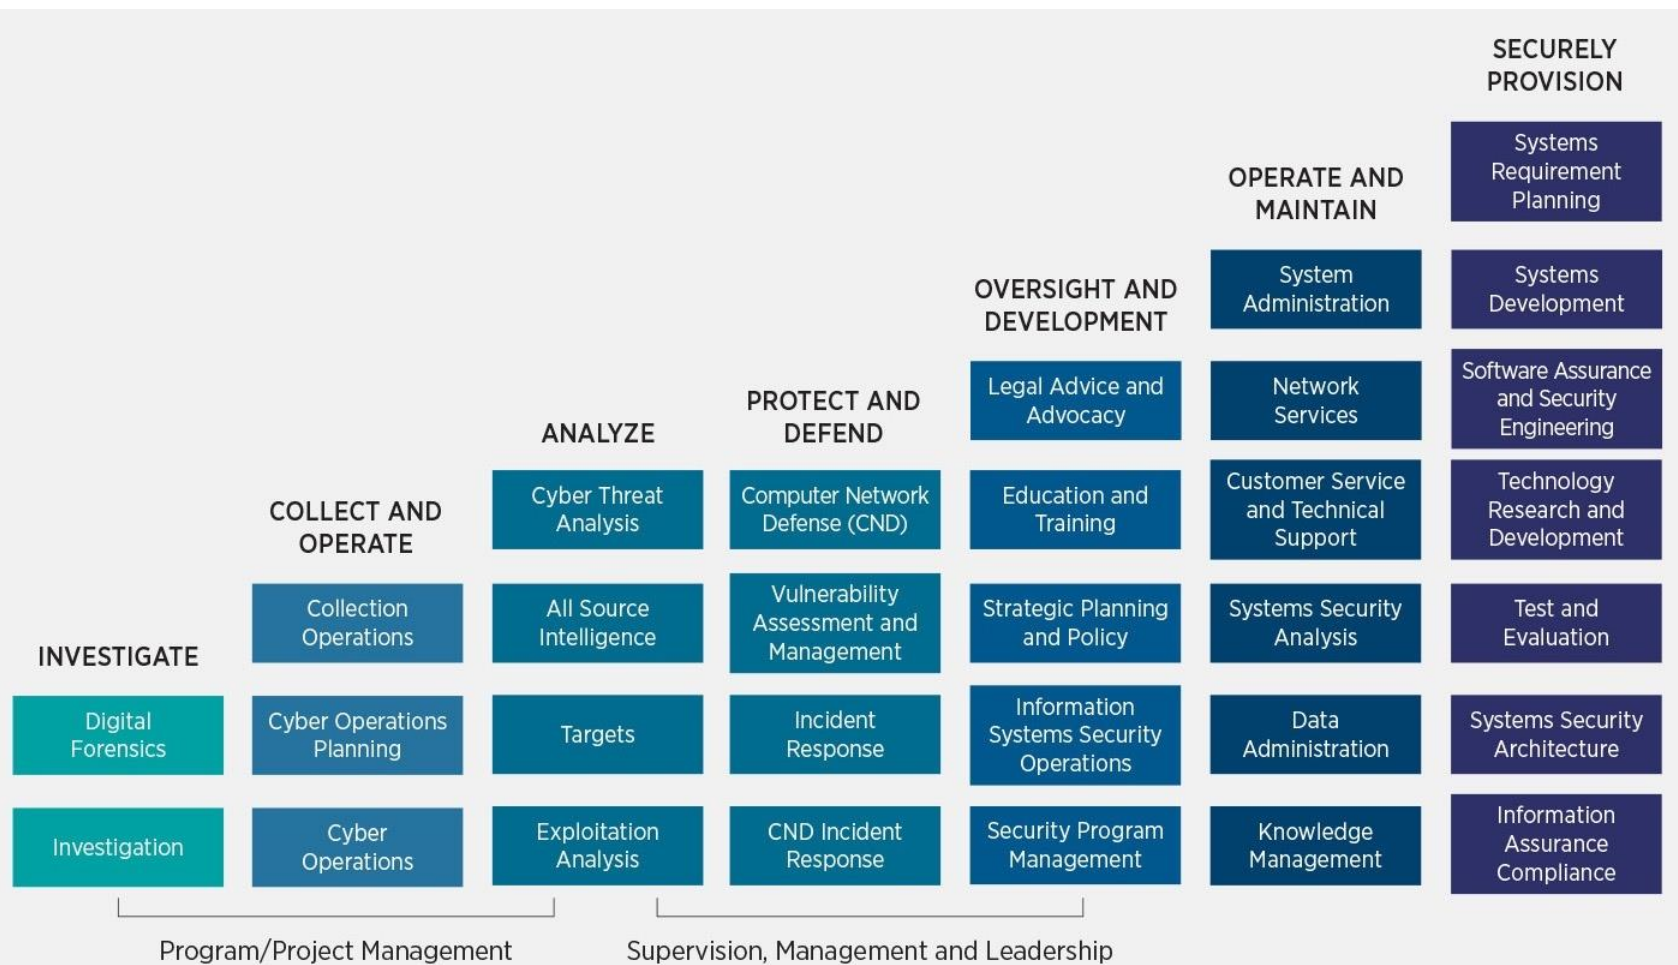 INVESTIGATE
Digital
Forensics
Investigation
COLLECT AND
OPERATE
Collection
Operations
Cyber Operations
Planning
Cyber
Operations
ANALYZE
Cyber Threat
Analysis
All Source
Intelligence
Targets
Exploitation
Analysis
PROTECT AND
DEFEND
Computer Network
Defense (CND)
Vulnerability
Assessment and
Management
Incident
Response
CND Incident
Response
OVERSIGHT AND
DEVELOPMENT
Legal Advice and
Advocacy
Education and
Training
Strategic Planning
and Policy
Information
Systems Security
Operations
Security Program
Management
OPERATE AND
MAINTAIN
System
Administration
Network
Services
Customer Service
and Technical
Support
Systems Security
Analysis
Data
Administration
Knowledge
Management
SECURELY
PROVISION
Systems
Requirement
Planning
Systems
Development
Software Assurance
and Security
Engineering
Technology
Research and
Development
Test and
Evaluation
Systems Security
Architecture
Information
Assurance
Compliance
Program/Project Management
Supervision, Management and Leadership